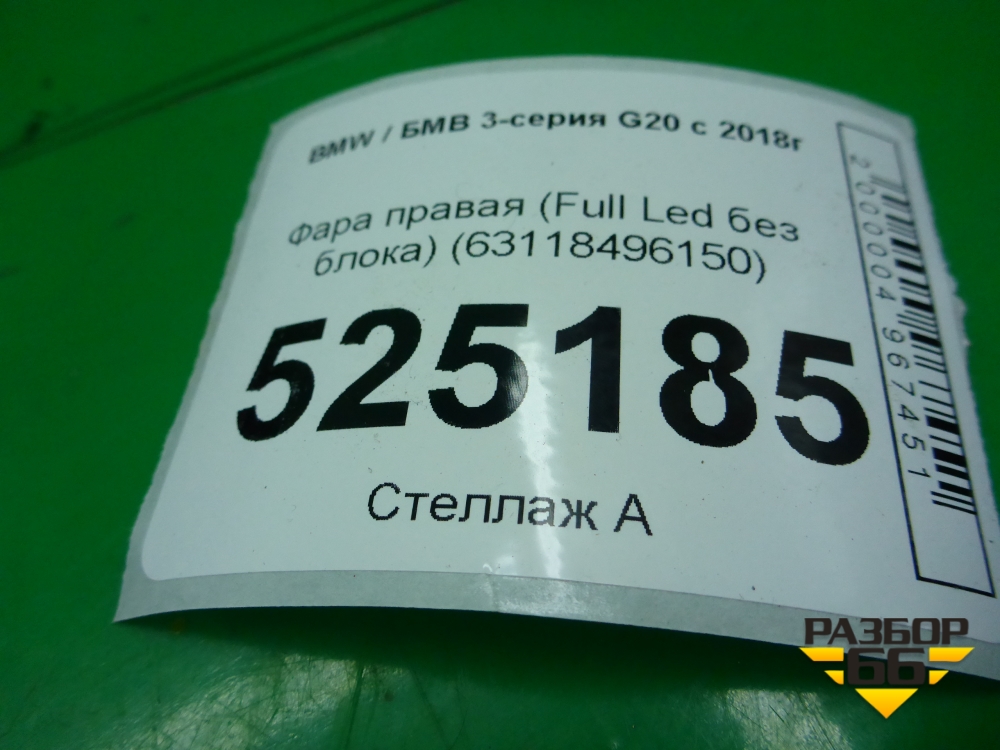 BMW / БМВ 3-серия G20 с 2018г
Фара правая (Full Led без
блока) (63118496150)
525185
Стеллаж А
2000004967451
РАЗБОР
66